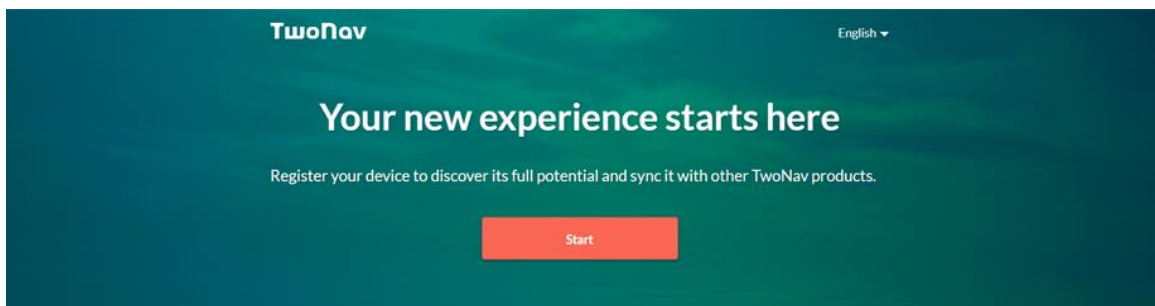 TwoNav
English
Your new experience starts here
Register your device to discover its full potential and sync it with other TwoNav products.
Start